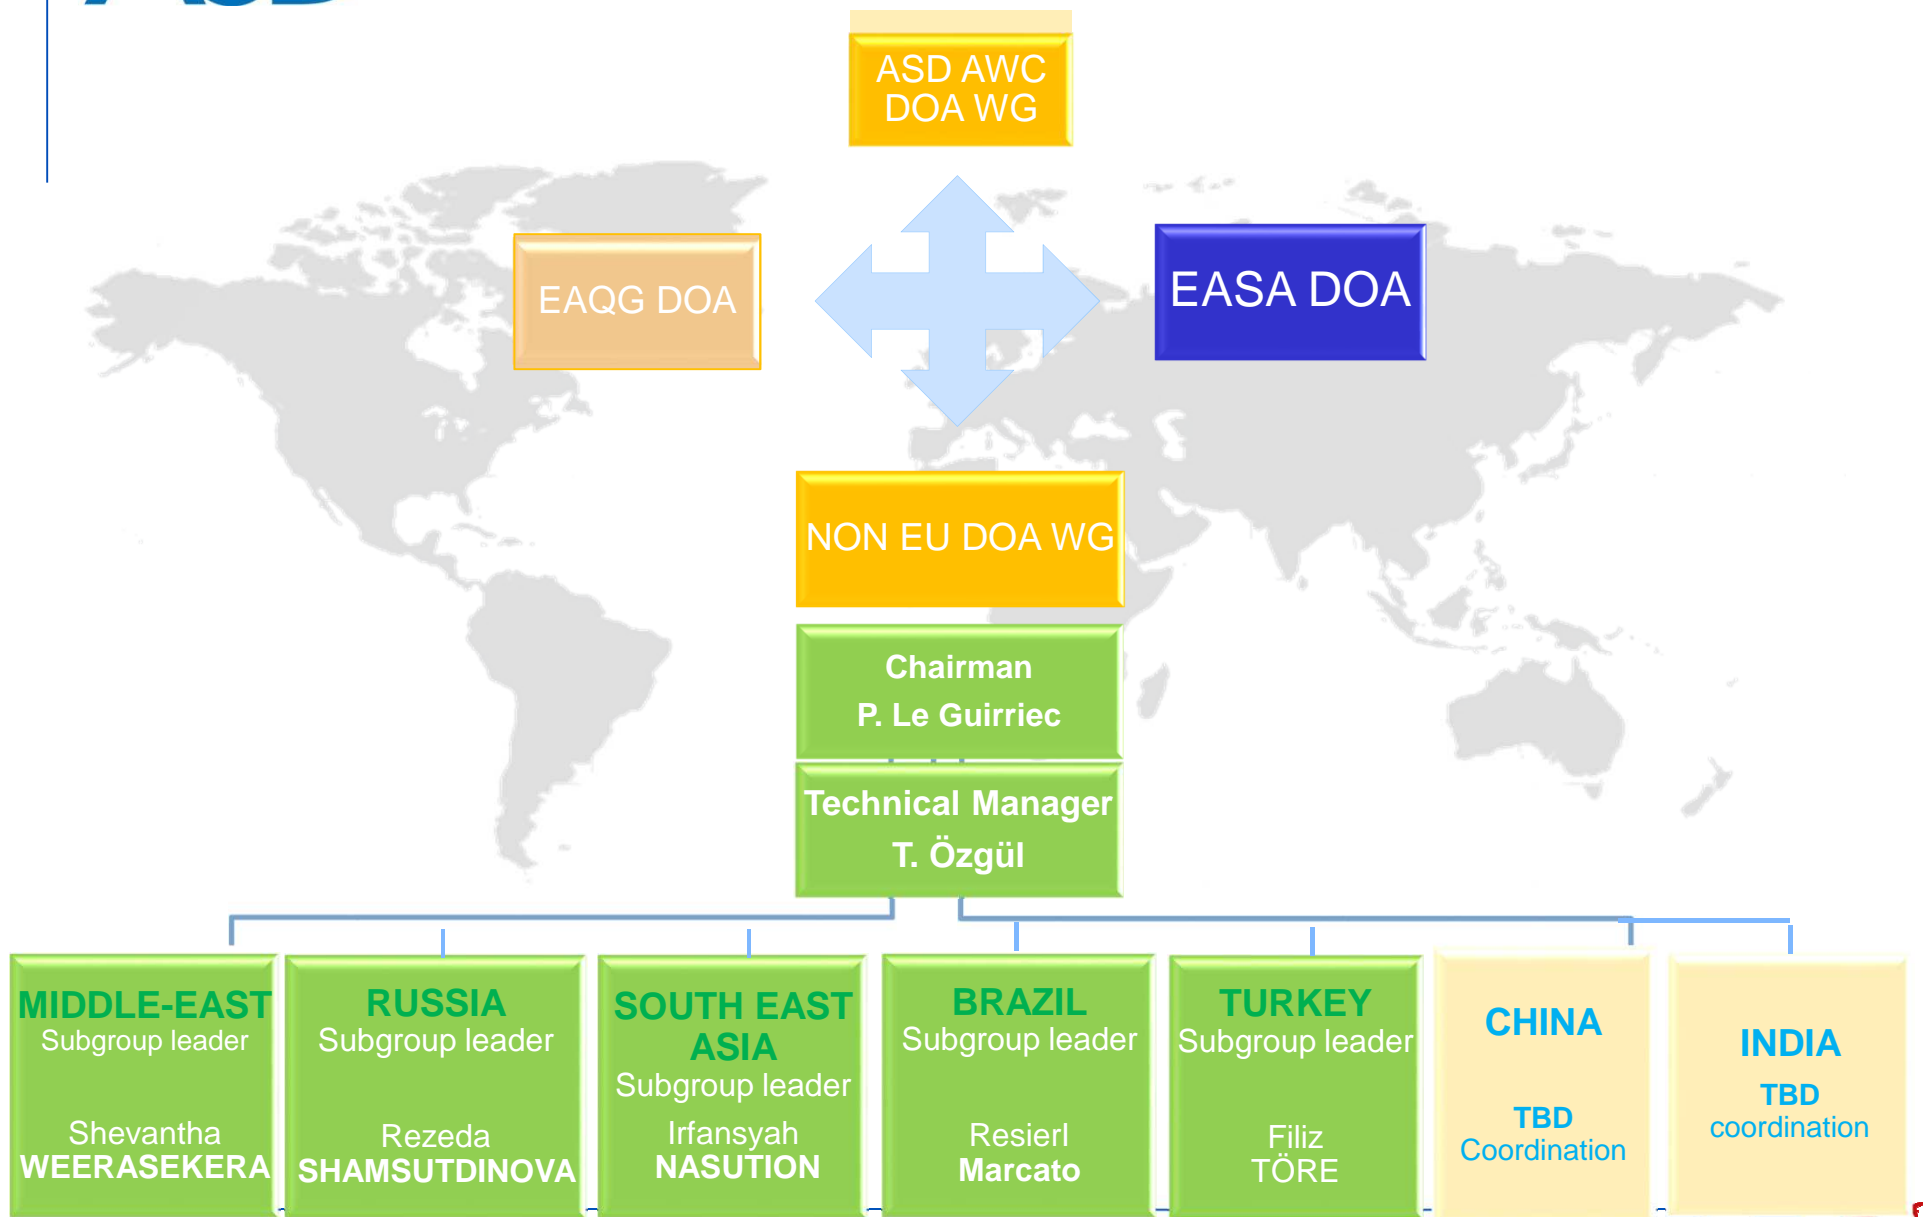 ASD
ASD AWC
DOA WG
EAQG DOA
EASA DOA
NON EU DOA WG
Chairman
P. Le Guirriec
Technical Manager
T. Özgül
MIDDLE-EAST
Subgroup leader
Shevantha
WEERASEKERA
RUSSIA
Subgroup leader
Rezeda
SHAMSUTDINOVA
SOUTH EAST
ASIA
Subgroup leader
Irfansyah
NASUTION
BRAZIL
Subgroup leader
Resierl
Marcato
TURKEY
Subgroup leader
Filiz
TÖRE
CHINA
TBD
Coordination
INDIA
TBD
coordination